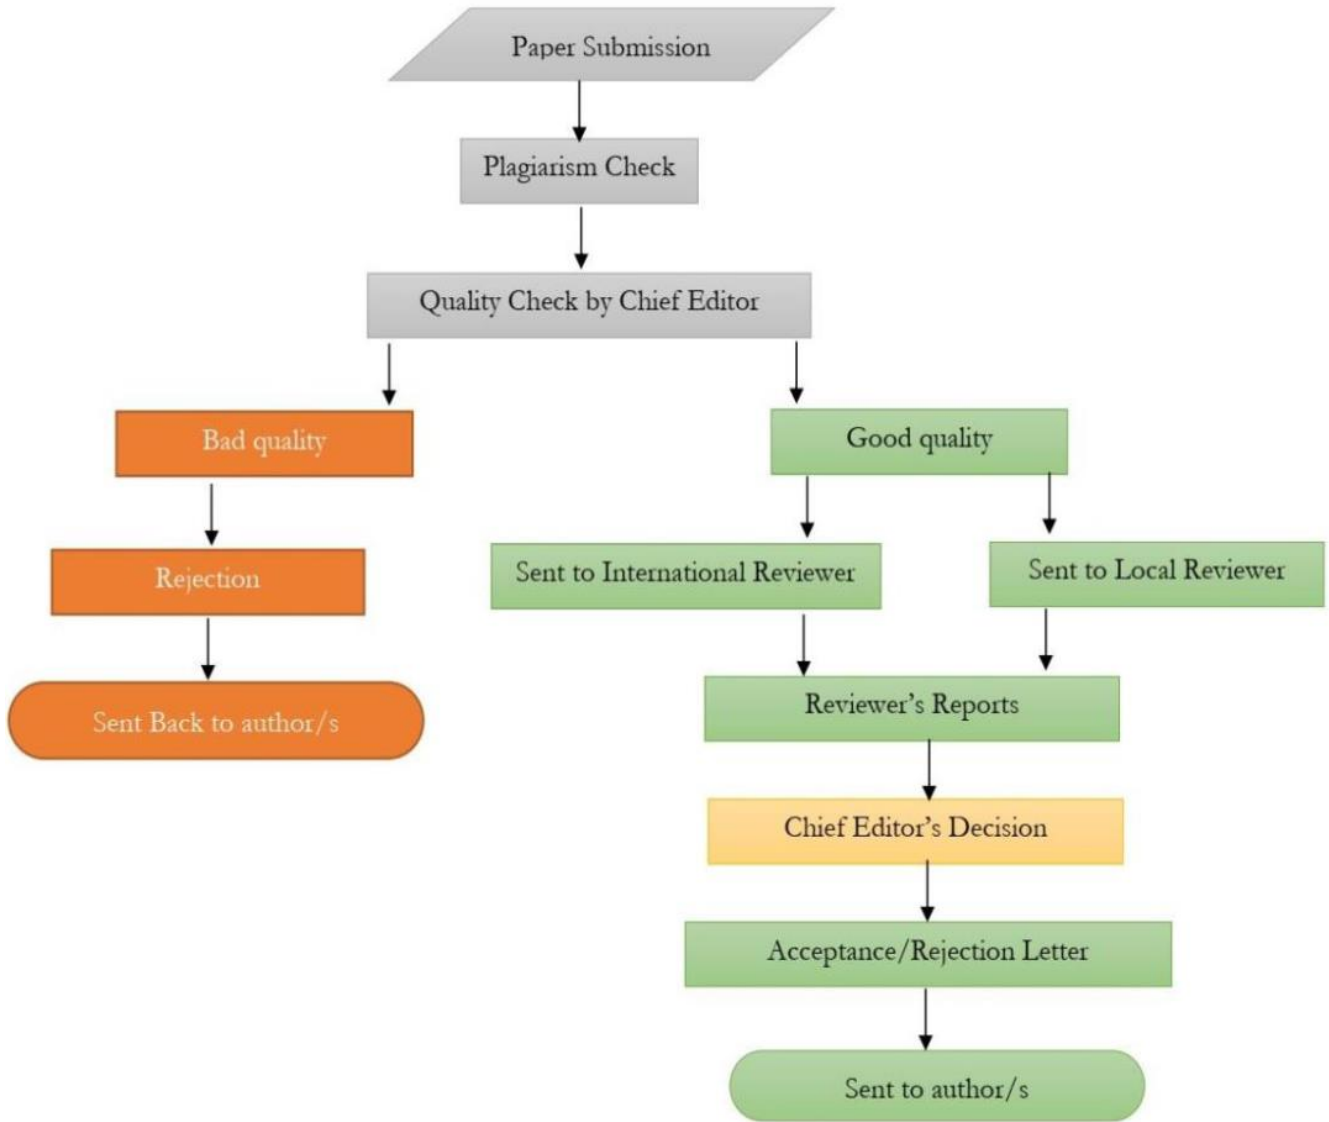 Paper Submission
Plagiarism Check
Quality Check by Chief Editor
Bad quality
Good quality
Rejection
Sent to International Reviewer
Sent to Local Reviewer
Sent Back to author/s
Reviewer’s Reports
Chief Editor’s Decision
Acceptance/Rejection Letter
Sent to author/s